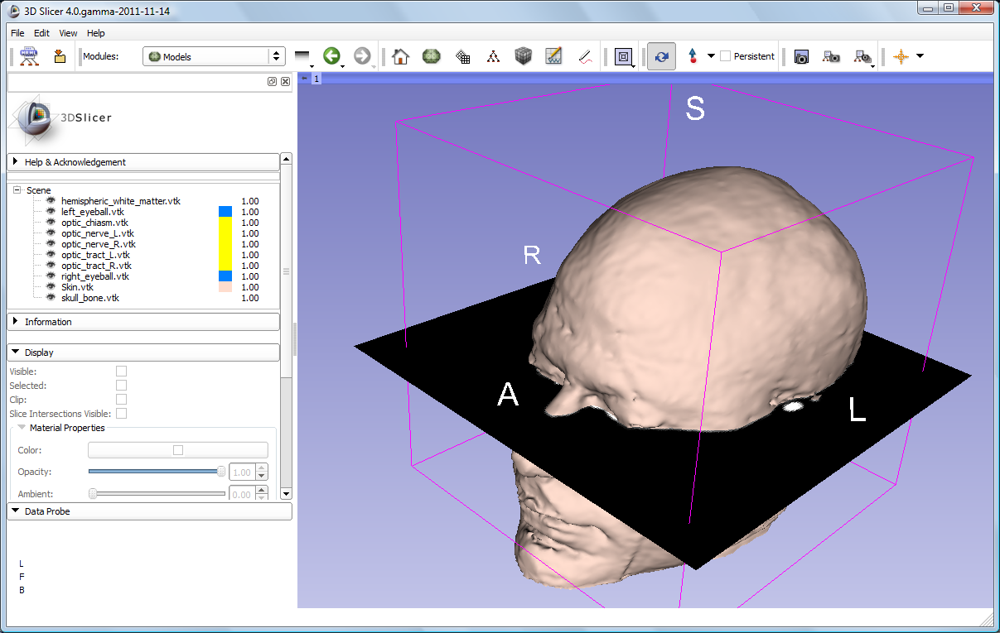 3D Slicer 4.0.gamma-2011-11-14
File Edit View Help
Modules: Models Persistent
1
3DSlicer
Help & Acknowledgement
Scene
hemispheric_white_matter.vtk 1.00
left_eyeball.vtk 1.00
optic_chiasm.vtk 1.00
optic_nerve_L.vtk 1.00
optic_nerve_R.vtk 1.00
optic_tract_L.vtk 1.00
optic_tract_R.vtk 1.00
right_eyeball.vtk 1.00
Skin.vtk 1.00
skull_bone.vtk 1.00
Information
Display
Visible:
Selected:
Clip:
Slice Intersections Visible:
Material Properties
Color:
Opacity: 1.00
Ambient: 0.00
Data Probe
L
F
B
S
R
A
L